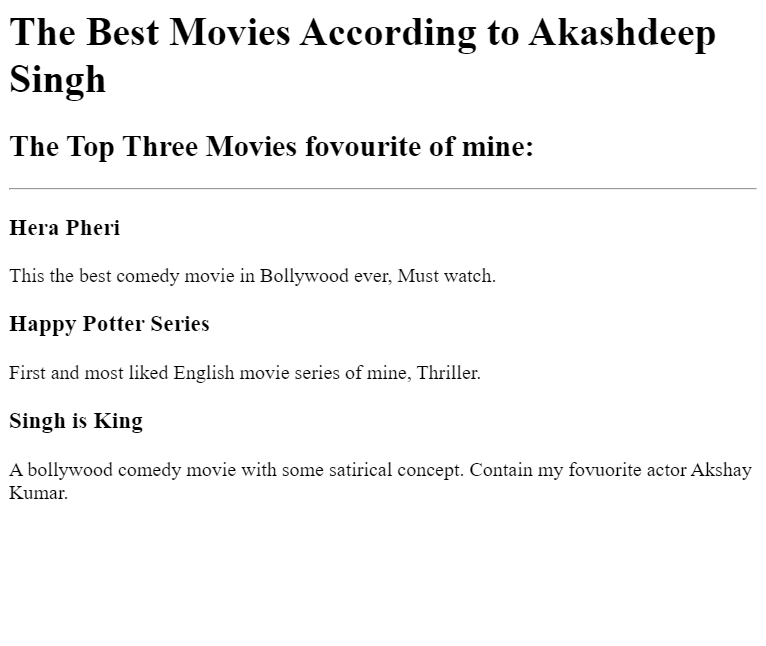 The Best Movies According to Akashdeep
Singh
The Top Three Movies fovourite of mine:
Hera Pheri
This the best comedy movie in Bollywood ever, Must watch.
Happy Potter Series
First and most liked English movie series of mine, Thriller.
Singh is King
A bollywood comedy movie with some satirical concept. Contain my fovuorite actor Akshay
Kumar.